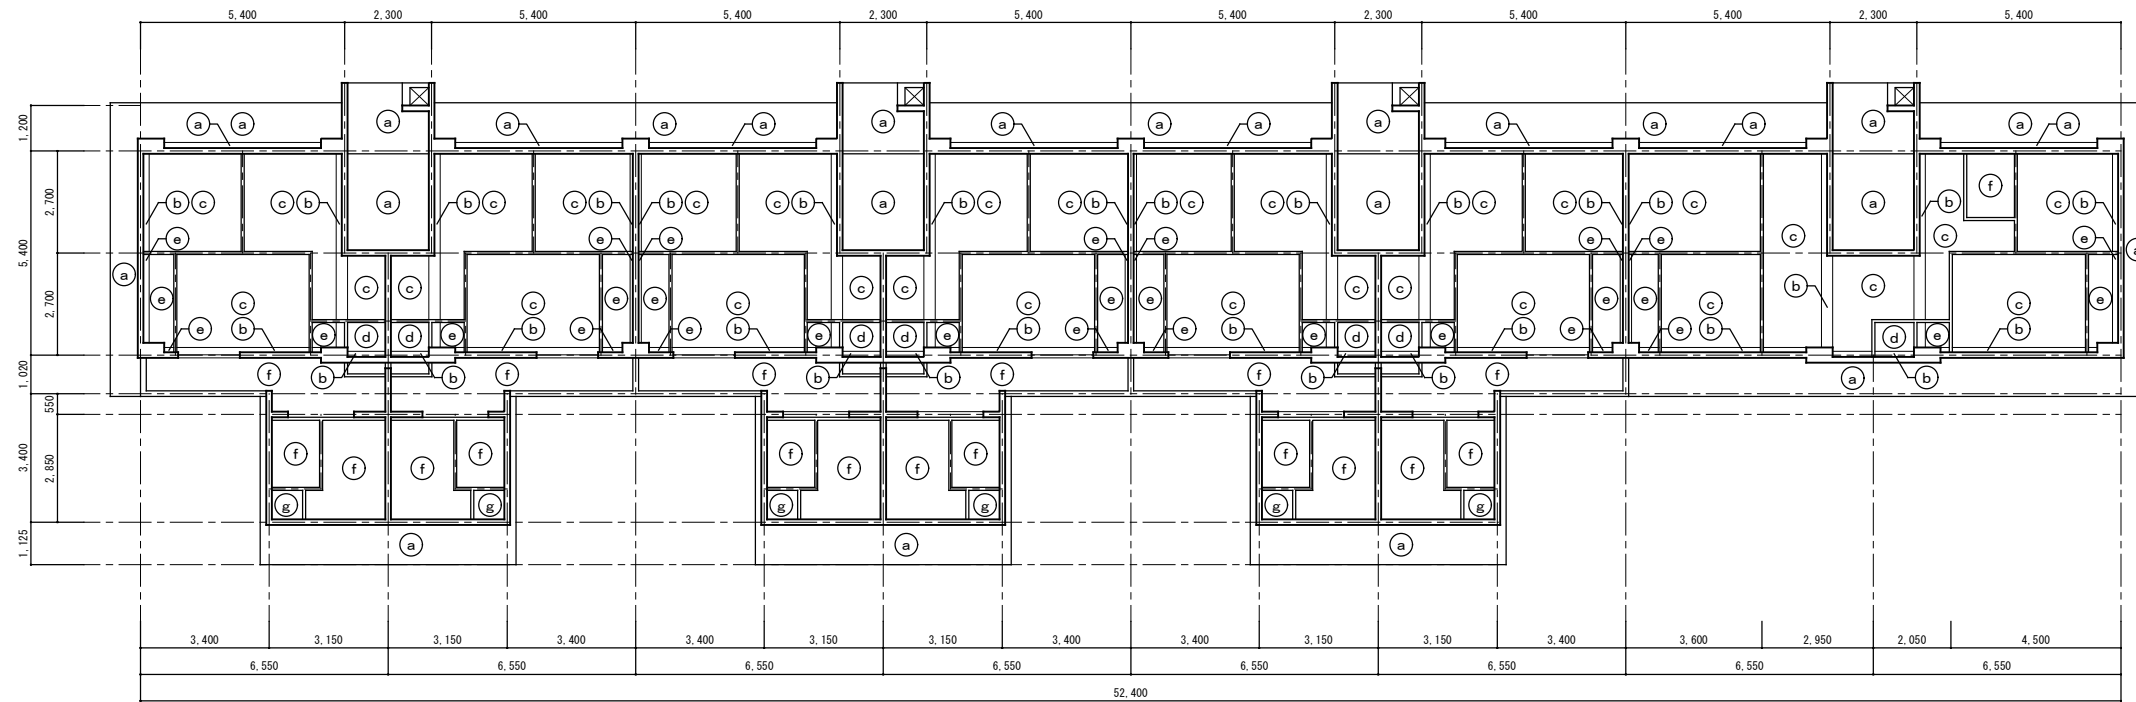 5,400 2,300 5,400 5,400 2,300 5,400 5,400 2,300 5,400 5,400 2,300 5,400
1,200
a a a a a a a a a a a a a a a a
f
2,700
b c c b a b c c b b c c b a b c c b b c c b a b c c b b c a b c b
e e e e e e e e
5,400
c c
a a
c c c c c c c
e c c e e c c e e c c e e c b c e
2,700
e b e d d e b e e b e d d e b e e b e d d e b e e b d e b
1,020
f b b f f b b f f b b f a b
550
3,400
2,850
f f f f f f f f f f f f
g g g g g g
1,125
a a a
3,400 3,150 3,150 3,400 3,400 3,150 3,150 3,400 3,400 3,150 3,150 3,400 3,600 2,950 2,050 4,500
6,550 6,550 6,550 6,550 6,550 6,550 6,550 6,550
52,400